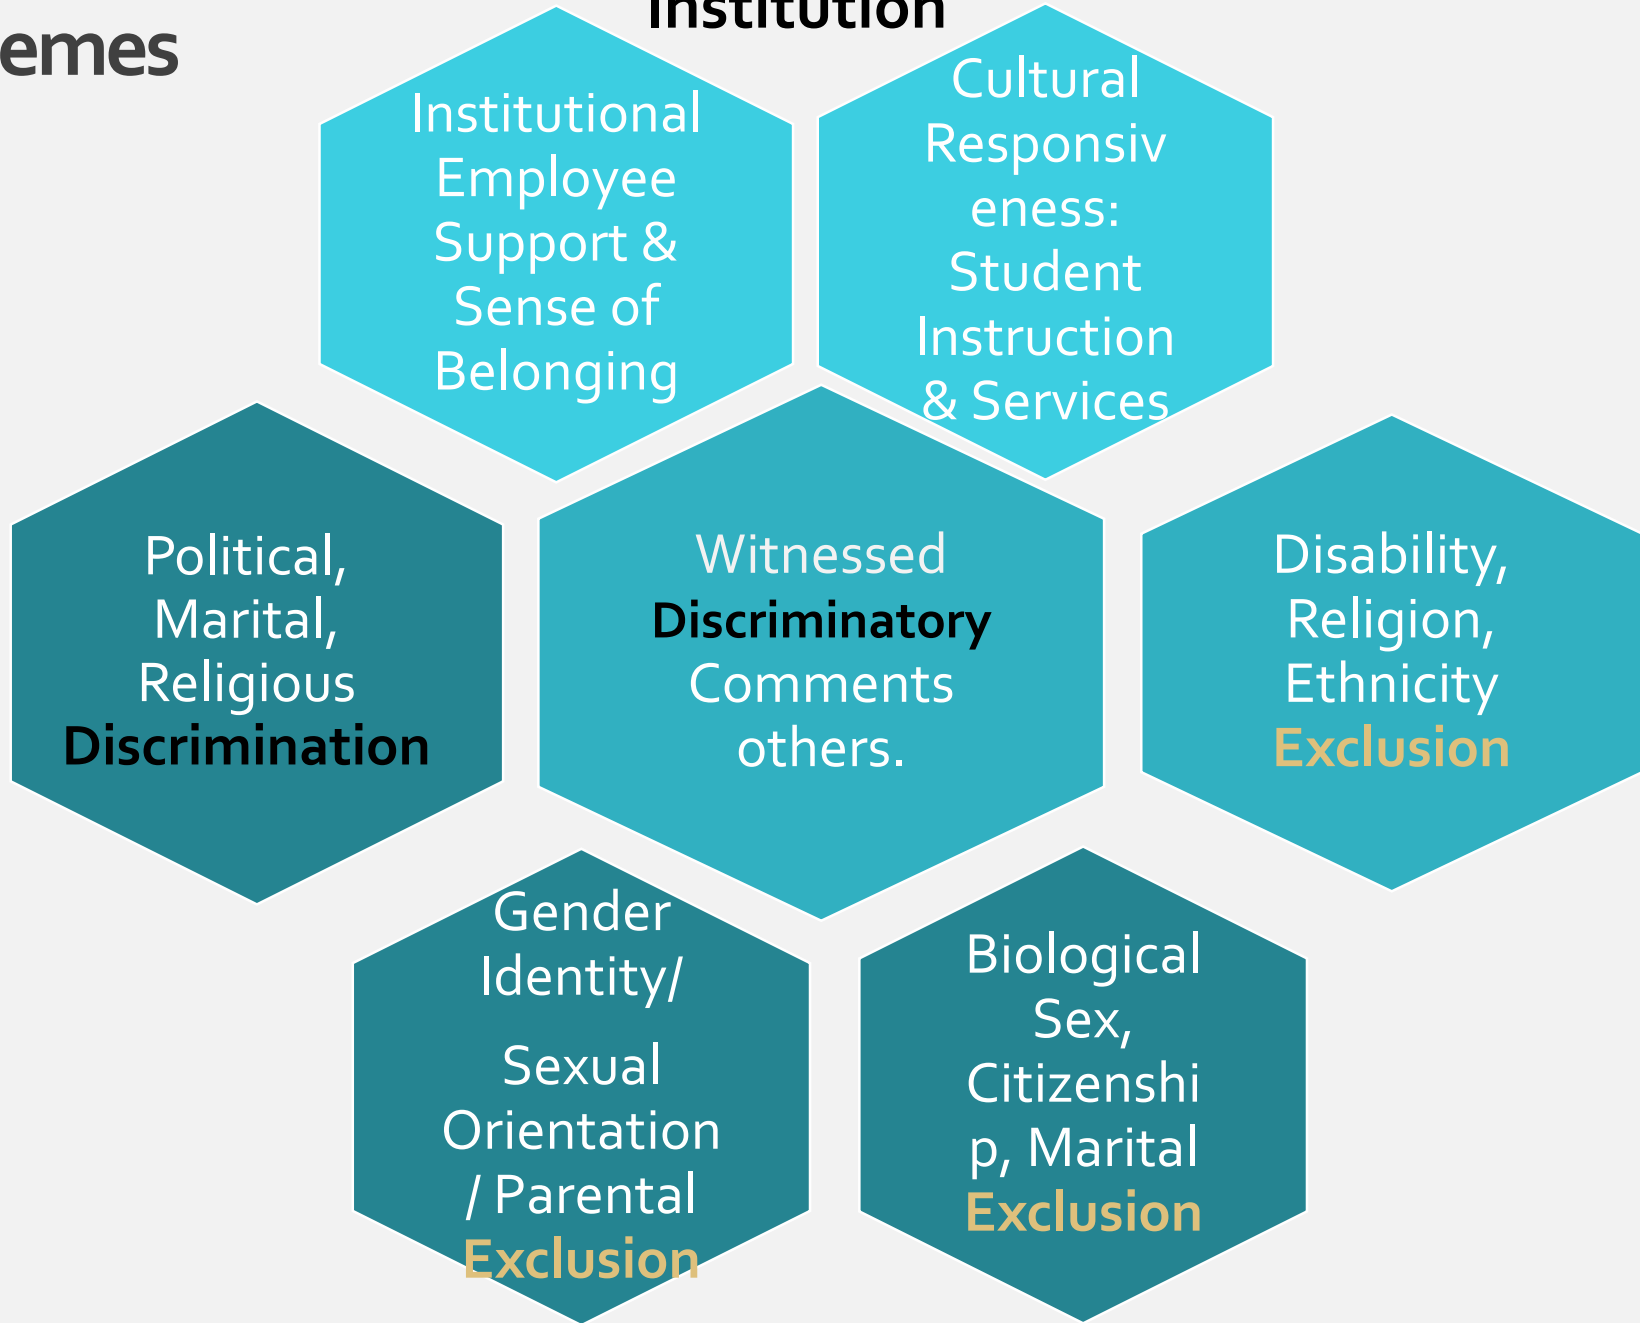 Institution
emes
Institutional
Employee
Support &
Sense of
Belonging
Cultural
Responsiv
eness:
Student
Instruction
& Services
Political,
Marital,
Religious
Discrimination
Witnessed
Discriminatory
Comments
others.
Disability,
Religion,
Ethnicity
Exclusion
Gender
Identity/
Sexual
Orientation
/ Parental
Exclusion
Biological
Sex,
Citizenshi
p, Marital
Exclusion